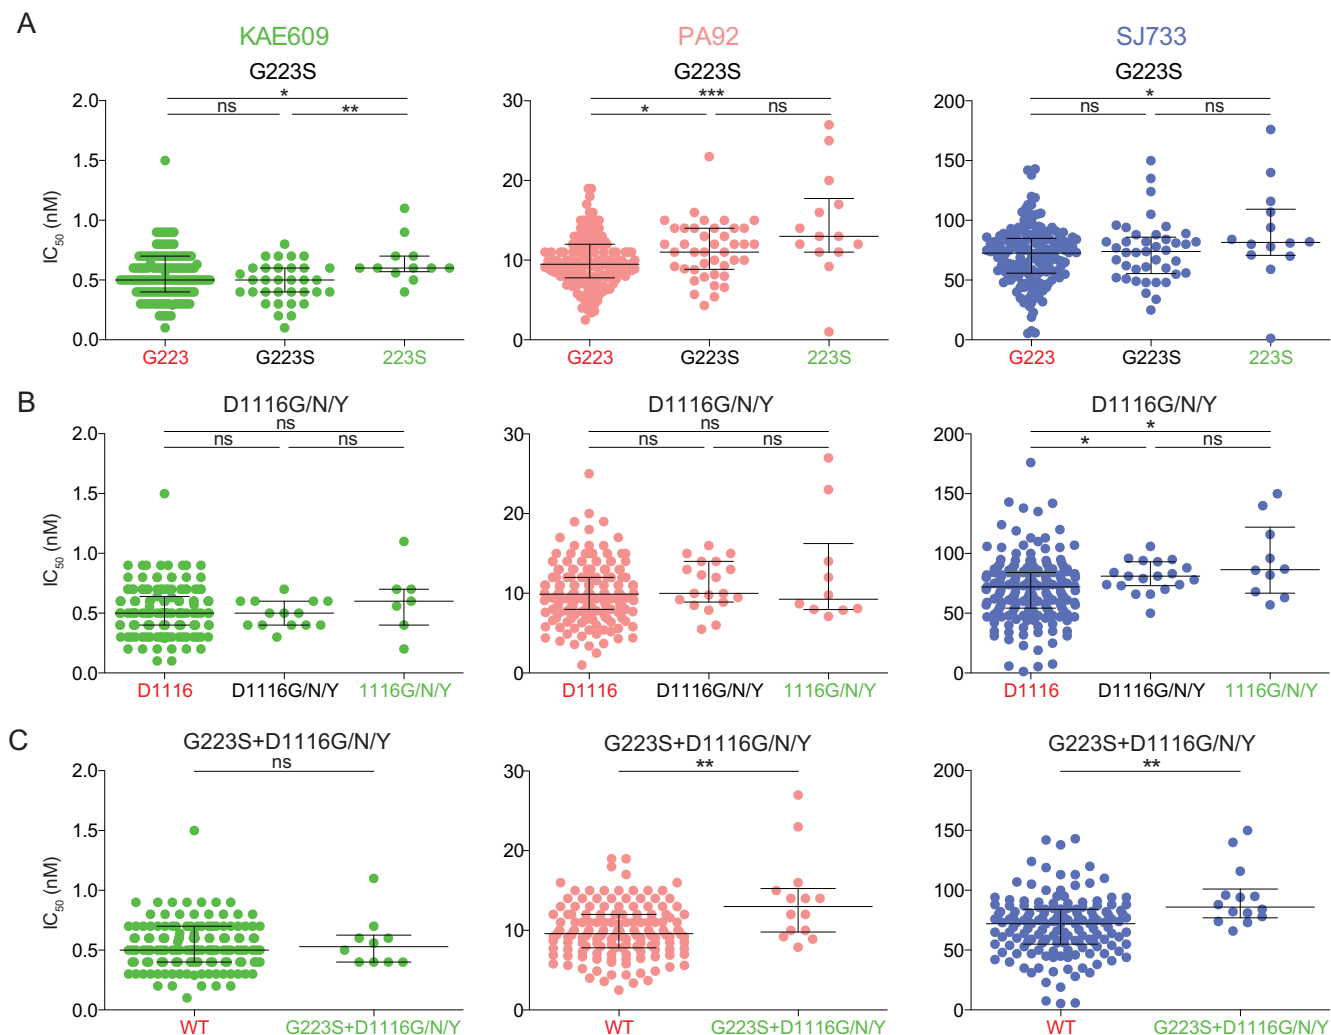 A
KAE609 PA92 SJ733
G223S G223S G223S
* *** *
ns ** * ns ns ns
IC50 (nM)
2.0 1.5 1.0 0.5 0.0
30 20 10 0
200 150 100 50 0
G223 G223S 223S
G223 G223S 223S
G223 G223S 223S
B
D1116G/N/Y D1116G/N/Y D1116G/N/Y
ns ns *
ns ns ns ns * ns
IC50 (nM)
2.0 1.5 1.0 0.5 0.0
30 20 10 0
200 150 100 50 0
D1116 D1116G/N/Y 1116G/N/Y
D1116 D1116G/N/Y 1116G/N/Y
D1116 D1116G/N/Y 1116G/N/Y
C
G223S+D1116G/N/Y G223S+D1116G/N/Y G223S+D1116G/N/Y
ns ** **
IC50 (nM)
2.0 1.5 1.0 0.5 0.0
30 20 10 0
200 150 100 50 0
WT G223S+D1116G/N/Y
WT G223S+D1116G/N/Y
WT G223S+D1116G/N/Y